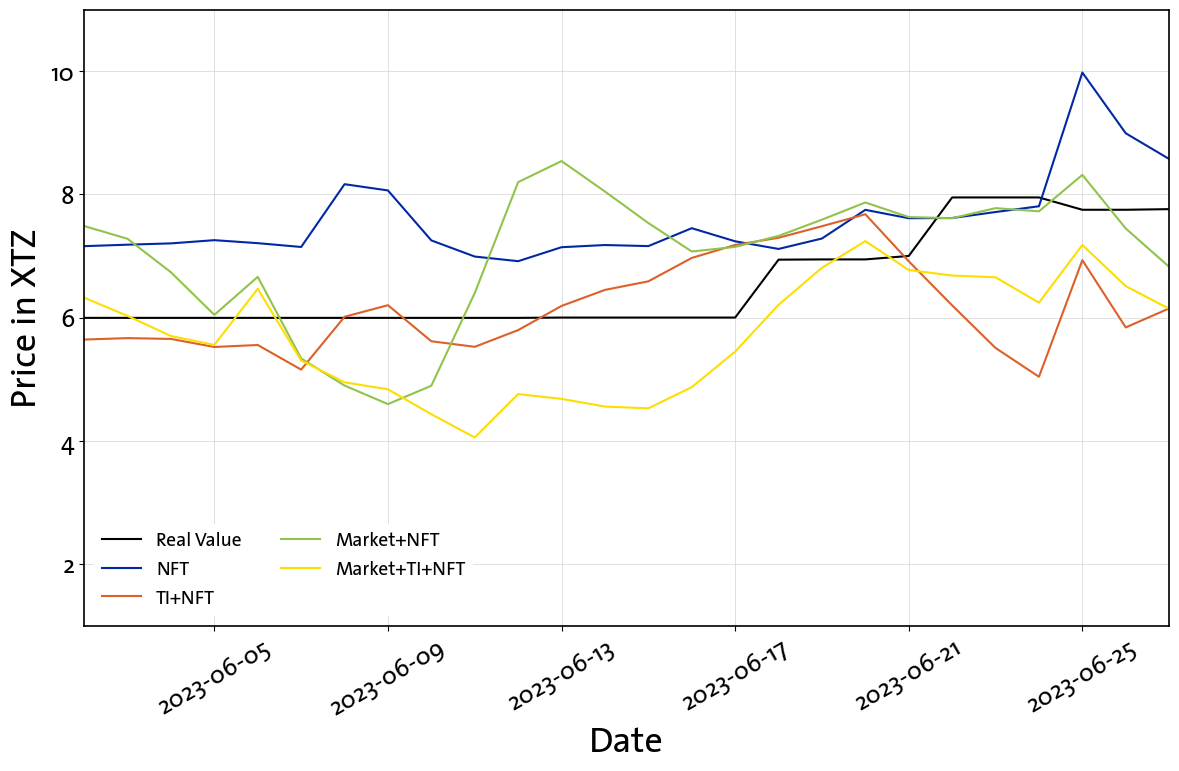 Price in XTZ
10
8
6
4
2
Real Value
NFT
TI+NFT
Market+NFT
Market+TI+NFT
2023-06-05
2023-06-09
2023-06-13
2023-06-17
2023-06-21
2023-06-25
Date